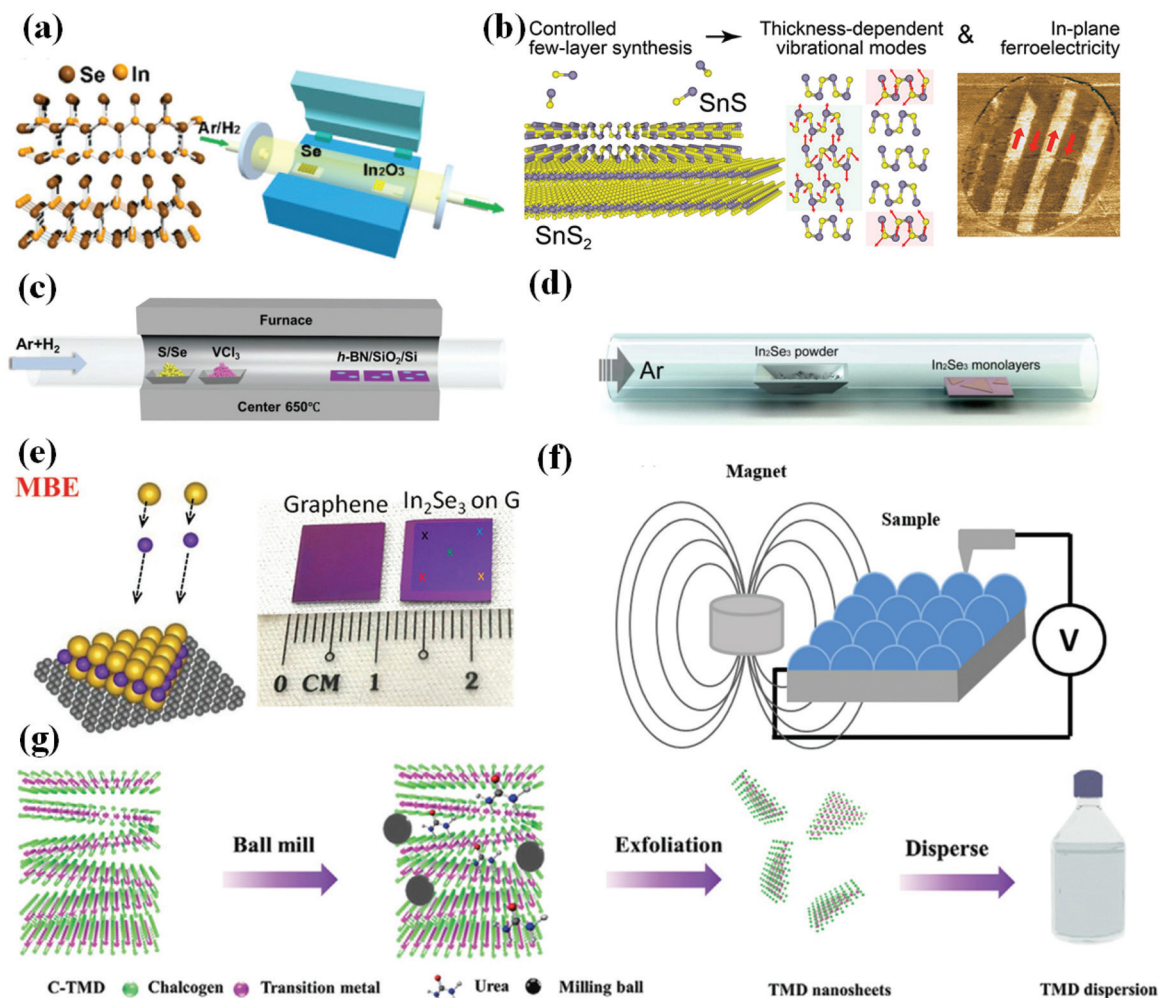 (a)
Se In
Ar/H₂
Se
In₂O₃
(b)
Controlled
few-layer synthesis
Thickness-dependent
vibrational modes
&
In-plane
ferroelectricity
SnS
SnS₂
(c)
Furnace
Ar+H₂
S/Se
VCl₃
h-BN/SiO₂/Si
Center 650℃
(d)
Ar
In₂Se₃ powder
In₂Se₃ monolayers
(e)
MBE
Graphene
In₂Se₃ on G
x x
x
x x
0 CM 1 2
(f)
Magnet
Sample
V
(g)
Ball mill
Exfoliation
Disperse
C-TMD Chalcogen Transition metal Urea Milling ball TMD nanosheets TMD dispersion